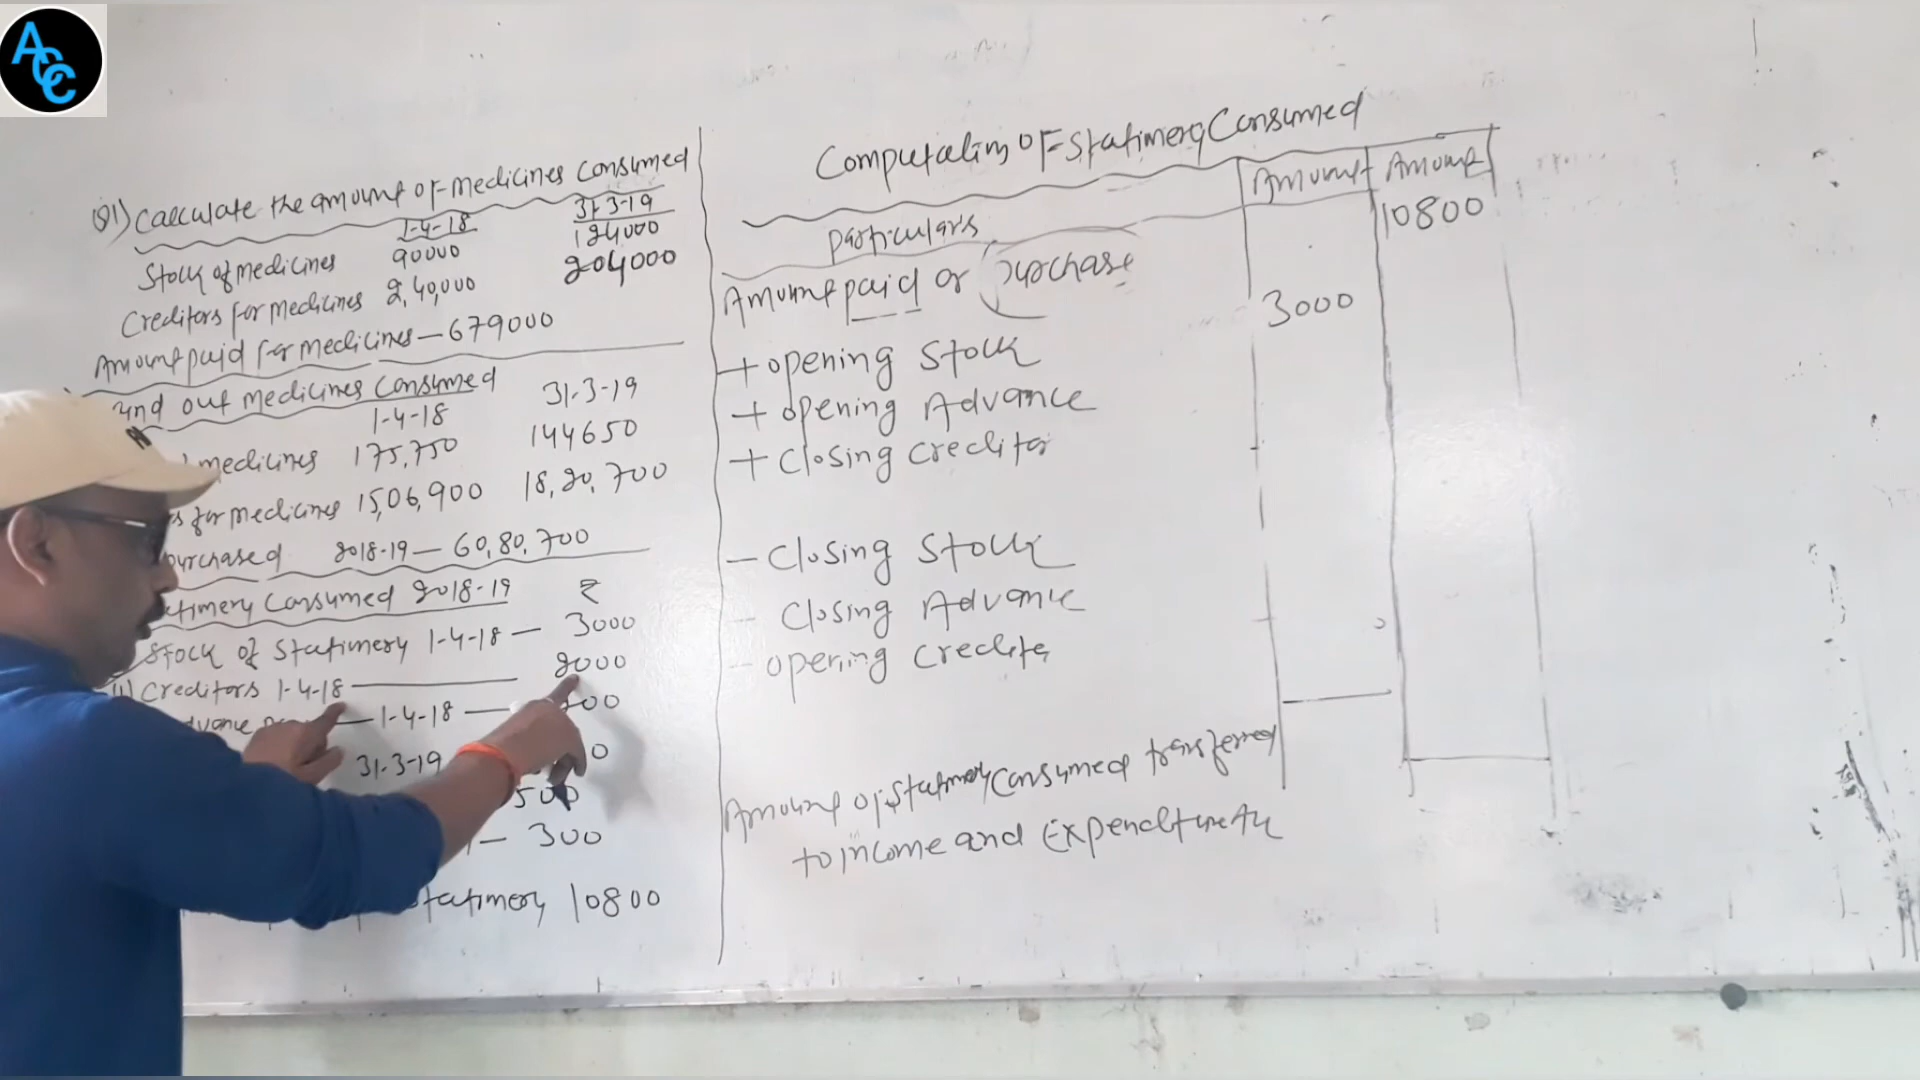 ACC
Q1) Calculate the amount of medicines consumed
1-4-18 31-3-19
Stock of medicines 90000 124000
Creditors for medicines 2,40,000 204000
Amount paid for medicines — 679000
out medicines consumed
1-4-18 31-3-19
medicines 175,750 144650
for medicines 15,06,900 18,20,700
purchased 2018-19 — 60,80,700
Consumed 2018-19 ₹
Stock of Stationery 1-4-18 — 3000
Creditors 1-4-18 — 2000
— 1-4-18 —
31-3-19
500
— 300
10800
Computation OF Stationery Consumed
Particulars Amount Amount
Amount paid or purchase 10800
+ opening Stock 3000
+ opening Advance
+ Closing Creditor
- Closing Stock
- Closing Advance
- opening Creditor
Amount of Stationery Consumed transferred
to income and Expenditure A/c